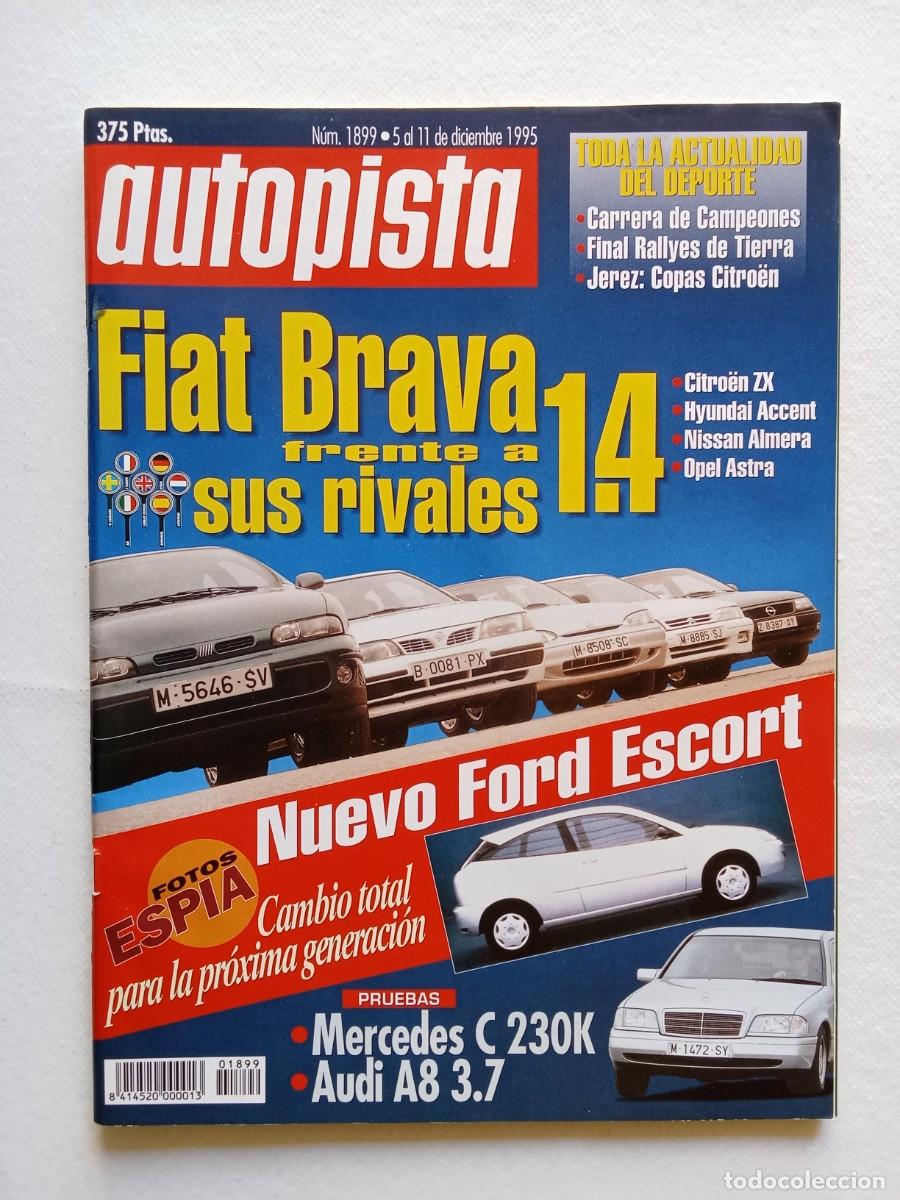 375 Ptas.
Núm. 1899 • 5 al 11 de diciembre 1995
autopista
TODA LA ACTUALIDAD
DEL DEPORTE
•Carrera de Campeones
•Final Rallyes de Tierra
•Jerez: Copas Citroën
Fiat Brava
frente a
sus rivales
1.4
•Citroën ZX
•Hyundai Accent
•Nissan Almera
•Opel Astra
M-5646-SV
B-0081-PX
M-8508-SC
M-8885-SJ
Z-8387-AY
Nuevo Ford Escort
FOTOS
ESPIA
Cambio total
para la próxima generación
PRUEBAS
•Mercedes C 230K
•Audi A8 3.7
M-1472-SY
01899
8 414520 000013
todocoleccion